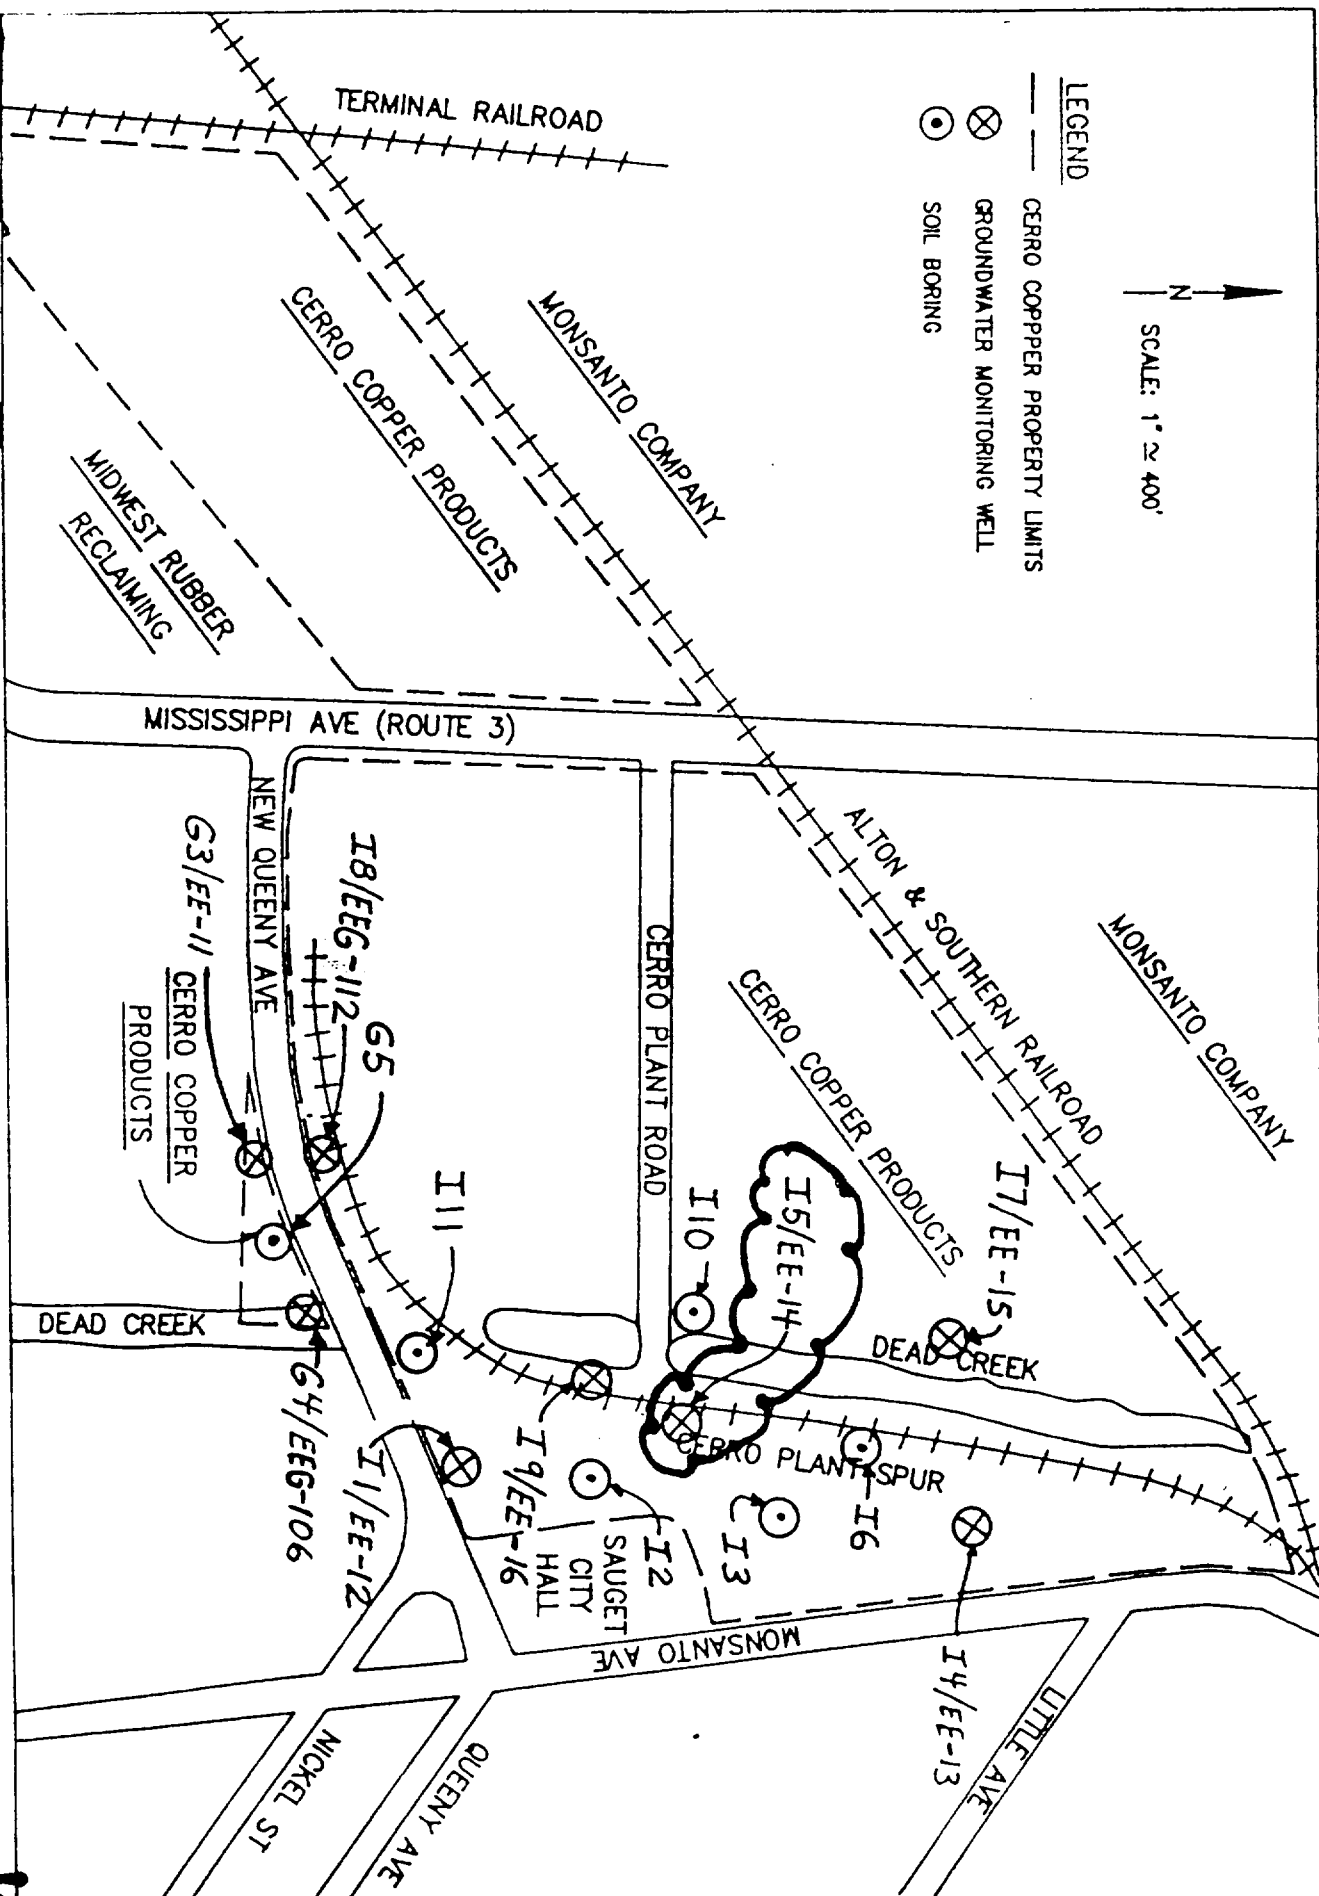 LEGEND
CERRO COPPPER PROPERTY LIMITS
GROUNDWATER MONITORING WELL
SOIL BORING
N
SCALE: 1" ≃ 400'
TERMINAL RAILROAD
MONSANTO COMPANY
CERRO COPPER PRODUCTS
MIDWEST RUBBER
RECLAIMING
MISSISSIPPI AVE (ROUTE 3)
ALTON & SOUTHERN RAILROAD
MONSANTO COMPANY
CERRO COPPER PRODUCTS
CERRO PLANT ROAD
NEW QUEENY AVE
G3/EE-11
I8/EEG-112
G5
CERRO COPPER
PRODUCTS
I11
I10
I5/EE-14
I7/EE-15
DEAD CREEK
DEAD CREEK
CERRO PLANT SPUR
G4/EEG-106
I1/EE-12
I9/EE-16
I2
I3
I6
I4/EE-13
SAUGET
CITY
HALL
MONSANTO AVE
LITTLE AVE
QUEENY AVE
NICKEL ST